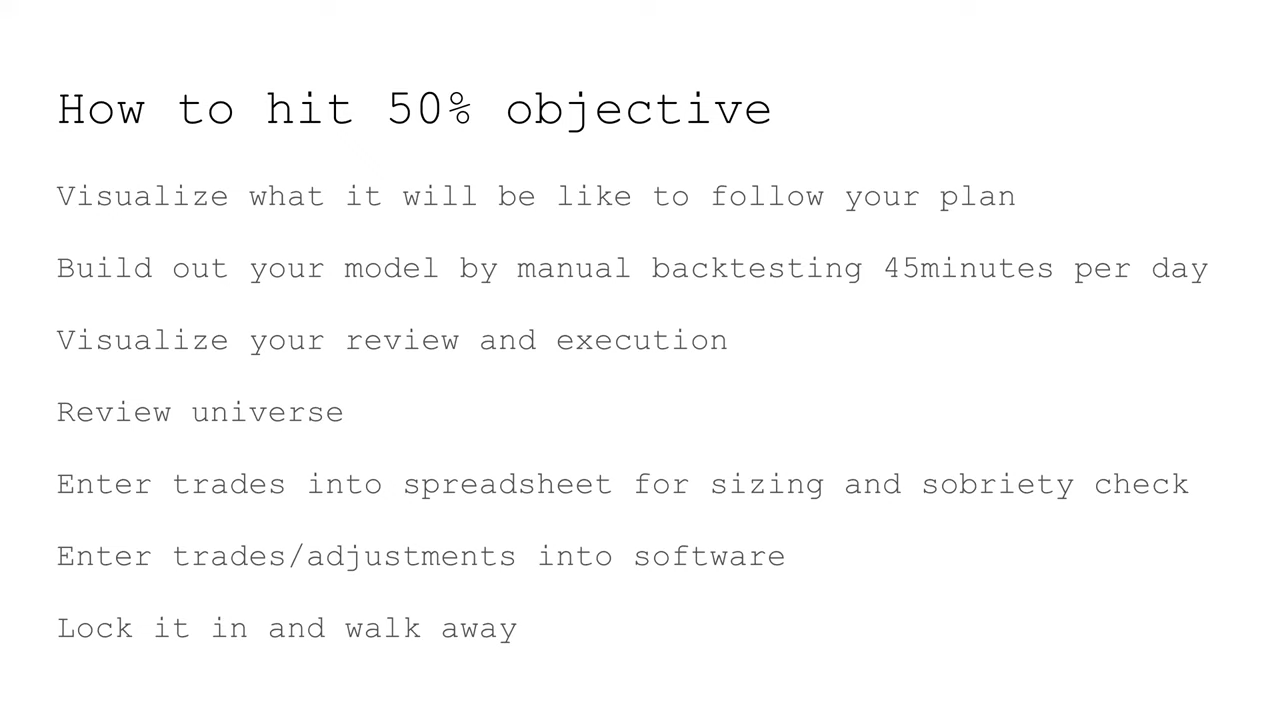 How to hit 50% objective
Visualize what it will be like to follow your plan
Build out your model by manual backtesting 45minutes per day
Visualize your review and execution
Review universe
Enter trades into spreadsheet for sizing and sobriety check
Enter trades/adjustments into software
Lock it in and walk away